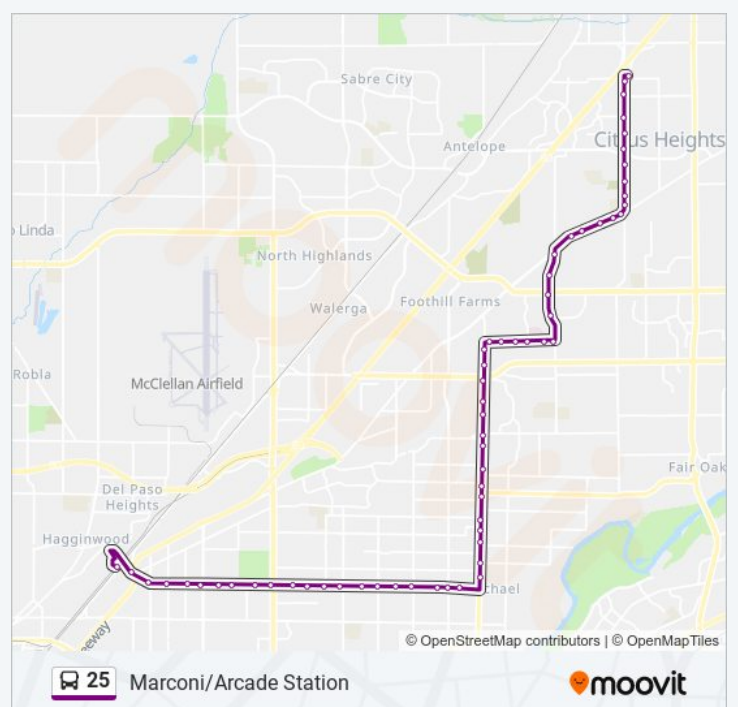 Sabre City
Citrus Heights
Antelope
o Linda
North Highlands
Walerga
Foothill Farms
Robla
McClellan Airfield
Fair Oak
Del Paso
Heights
Hagginwood
chael
eeway
© OpenStreetMap contributors | © OpenMapTiles
25 Marconi/Arcade Station
moovit